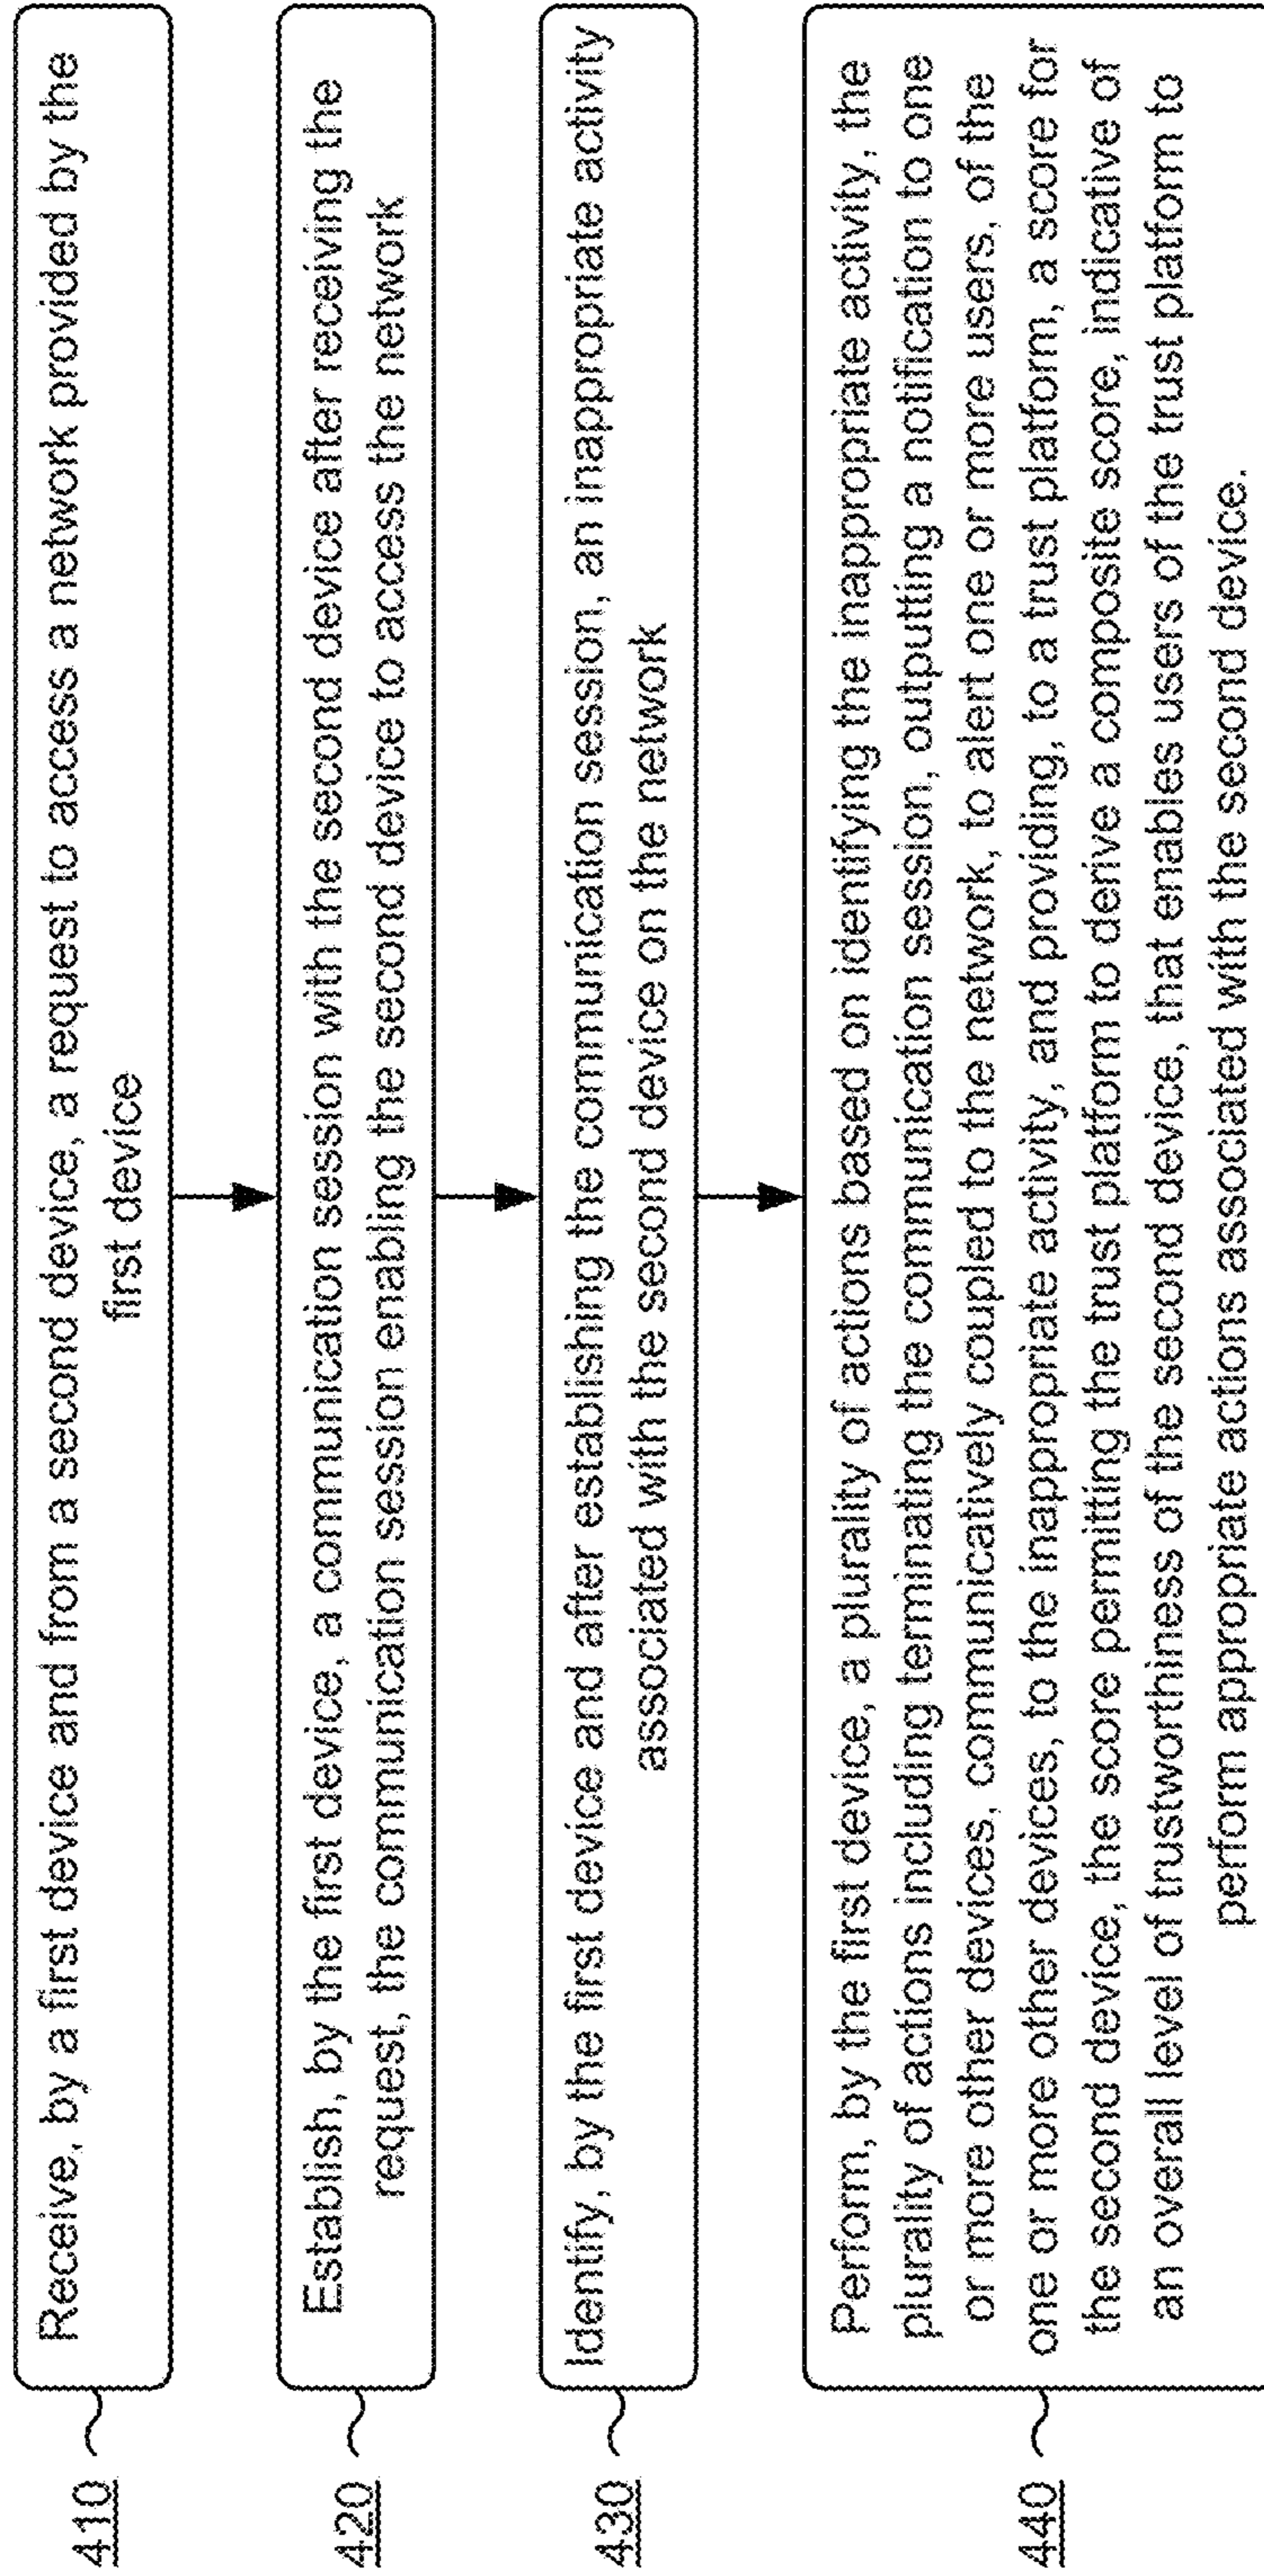 410
Receive, by a first device and from a second device, a request to access a network provided by the
first device
420
Establish, by the first device, a communication session with the second device after receiving the
request, the communication session enabling the second device to access the network
430
Identify, by the first device and after establishing the communication session, an inappropriate activity
associated with the second device on the network
440
Perform, by the first device, a plurality of actions based on identifying the inappropriate activity, the
plurality of actions including terminating the communication session, outputting a notification to one
or more other devices, communicatively coupled to the network, to alert one or more users, of the
one or more other devices, to the inappropriate activity, and providing, to a trust platform, a score for
the second device, the score permitting the trust platform to derive a composite score, indicative of
an overall level of trustworthiness of the second device, that enables users of the trust platform to
perform appropriate actions associated with the second device.